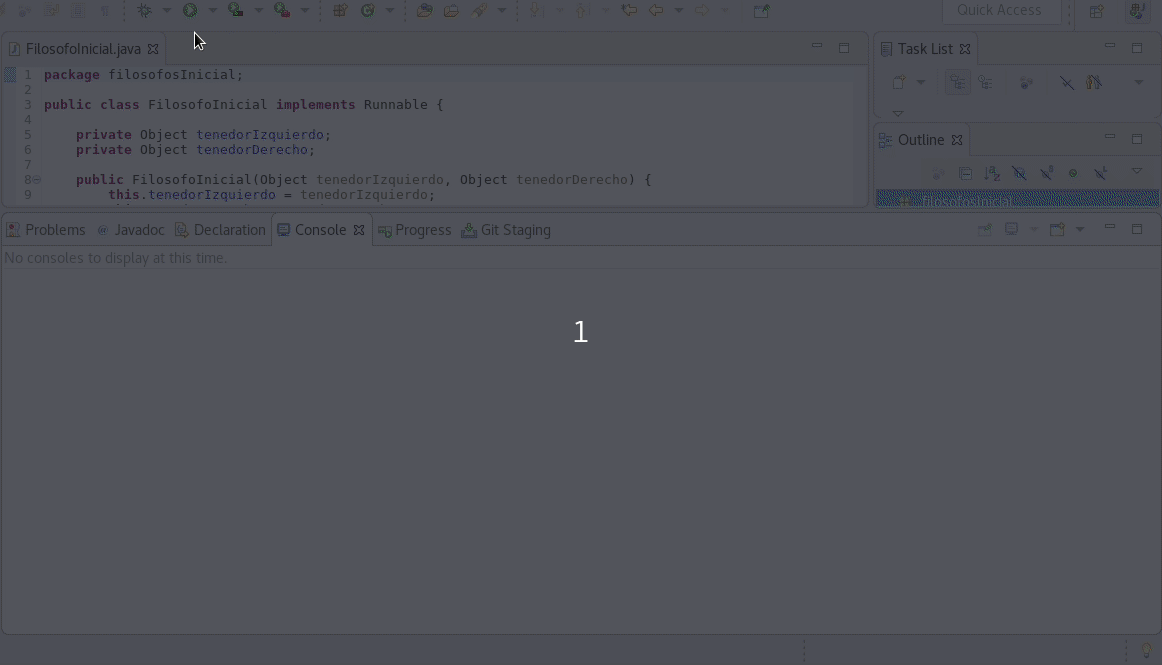 Quick Access
FilosofoInicial.java
Task List
1 package filosofosInicial;
2
3 public class FilosofoInicial implements Runnable {
4
5 private Object tenedorIzquierdo;
6 private Object tenedorDerecho;
7
8 public FilosofoInicial(Object tenedorIzquierdo, Object tenedorDerecho) {
9 this.tenedorIzquierdo = tenedorIzquierdo;
Outline
filosofosInicial
Problems @ Javadoc Declaration Console Progress Git Staging
No consoles to display at this time.
1